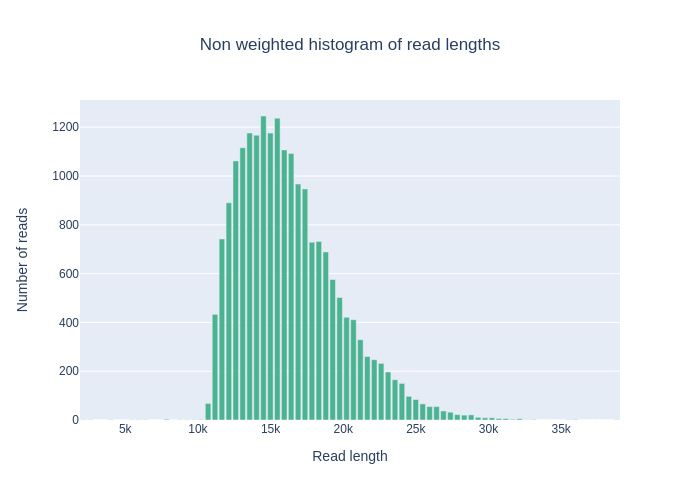 Non weighted histogram of read lengths
Number of reads
1200
1000
800
600
400
200
0
5k 10k 15k 20k 25k 30k 35k
Read length